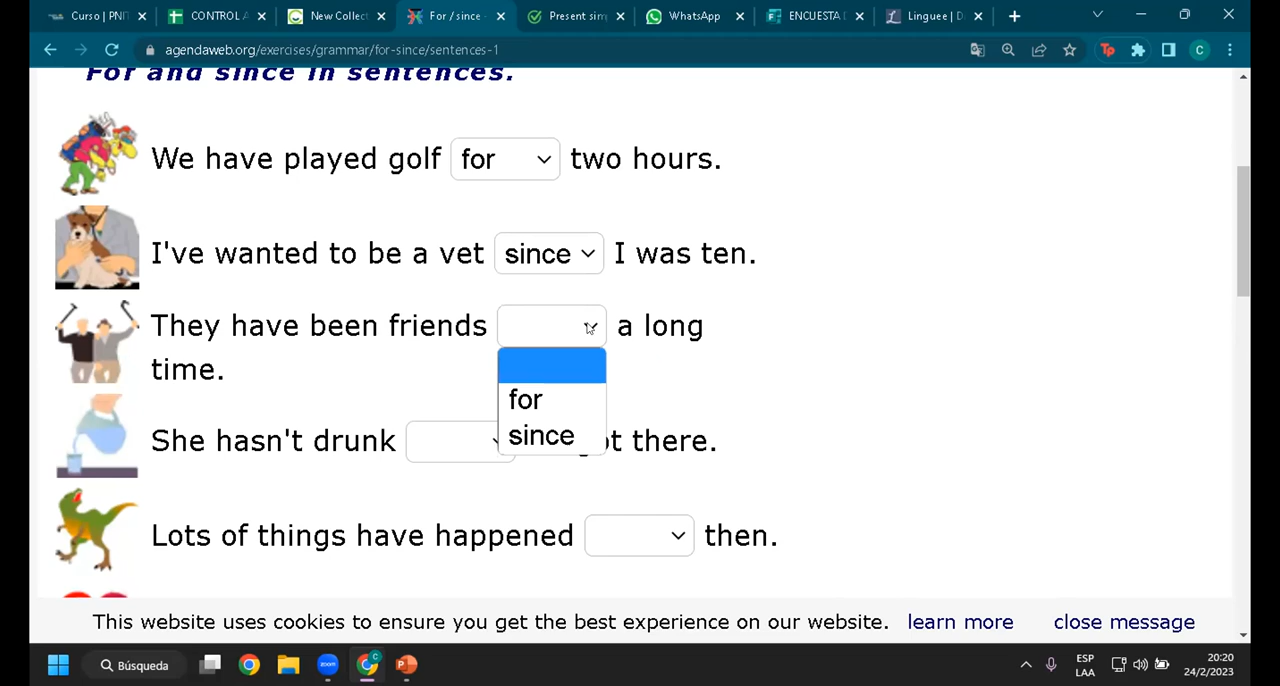 Curso | PNI
CONTROL A
New Collec
For / since
Present sim
WhatsApp
ENCUESTA
Linguee | D
agendaweb.org/exercises/grammar/for-since/sentences-1
For and since in sentences.
We have played golf for two hours.
I've wanted to be a vet since I was ten.
They have been friends a long
time.
for
since
She hasn't drunk ot there.
Lots of things have happened then.
This website uses cookies to ensure you get the best experience on our website. learn more close message
Búsqueda
ESP
LAA
20:20
24/2/2023